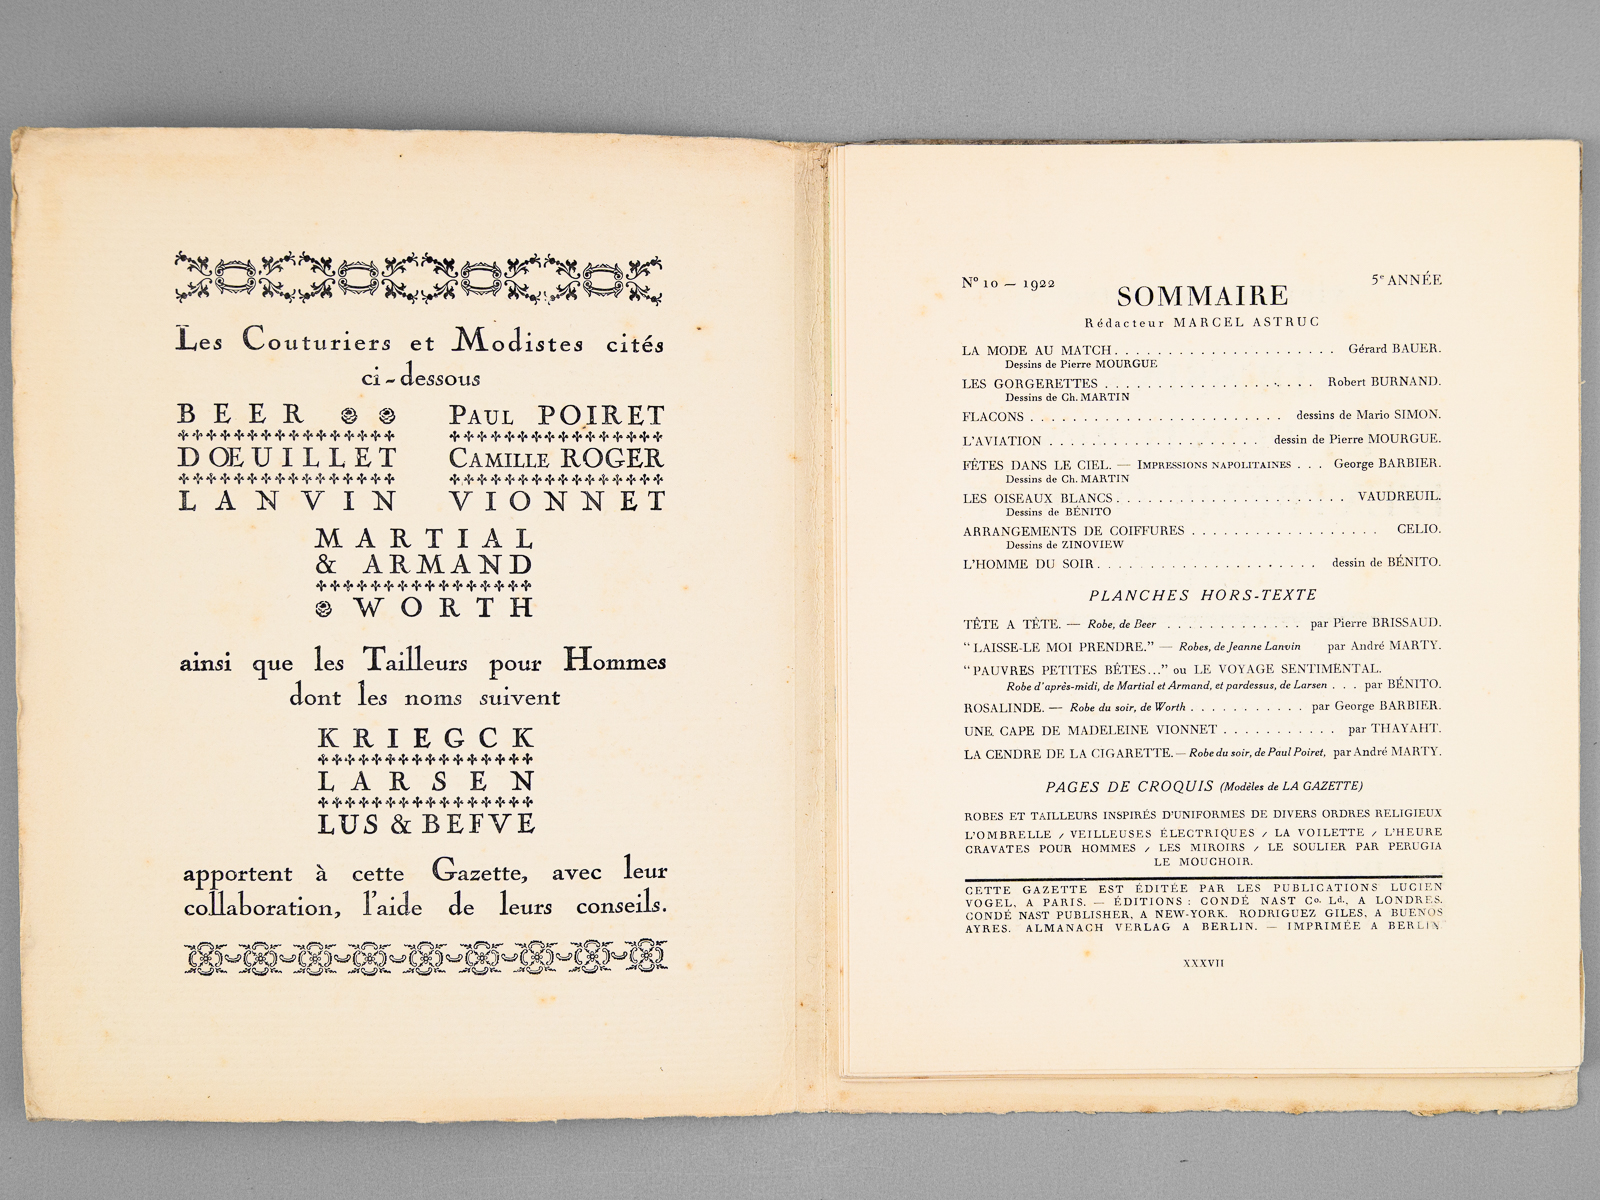 Les Couturiers et Modistes cités
ci-dessous
BEER
DŒUILLET
LANVIN
PAUL POIRET
CAMILLE ROGER
VIONNET
MARTIAL
& ARMAND
WORTH
ainsi que les Tailleurs pour Hommes
dont les noms suivent
KRIEGCK
LARSEN
LUS & BEFVE
apportent à cette Gazette, avec leur
collaboration, l'aide de leurs conseils.
Nº 10 — 1922
5e ANNÉE
SOMMAIRE
Rédacteur MARCEL ASTRUC
LA MODE AU MATCH. . . . . . . . . . . . . . . . . . . . . . Gérard BAUER.
Dessins de Pierre MOURGUE
LES GORGERETTES . . . . . . . . . . . . . . . . . . . . Robert BURNAND.
Dessins de Ch. MARTIN
FLACONS . . . . . . . . . . . . . . . . . . . . . . . . . dessins de Mario SIMON.
L'AVIATION . . . . . . . . . . . . . . . . . . . . dessin de Pierre MOURGUE.
FÊTES DANS LE CIEL. — IMPRESSIONS NAPOLITAINES . . . George BARBIER.
Dessins de Ch. MARTIN
LES OISEAUX BLANCS. . . . . . . . . . . . . . . . . . . . . . . VAUDREUIL.
Dessins de BÉNITO
ARRANGEMENTS DE COIFFURES . . . . . . . . . . . . . . . . . . CELIO.
Dessins de ZINOVIEW
L'HOMME DU SOIR. . . . . . . . . . . . . . . . . . . . . dessin de BÉNITO.
PLANCHES HORS-TEXTE
TÊTE A TÊTE. — Robe, de Beer . . . . . . . . . . . . . par Pierre BRISSAUD.
“ LAISSE-LE MOI PRENDRE.” — Robes, de Jeanne Lanvin par André MARTY.
“ PAUVRES PETITES BÊTES...” ou LE VOYAGE SENTIMENTAL.
Robe d'après-midi, de Martial et Armand, et pardessus, de Larsen . . . par BÉNITO.
ROSALINDE. — Robe du soir, de Worth . . . . . . . . . . . par George BARBIER.
UNE CAPE DE MADELEINE VIONNET . . . . . . . . . . . par THAYAHT.
LA CENDRE DE LA CIGARETTE. — Robe du soir, de Paul Poiret, par André MARTY.
PAGES DE CROQUIS (Modèles de LA GAZETTE)
ROBES ET TAILLEURS INSPIRÉS D'UNIFORMES DE DIVERS ORDRES RELIGIEUX
L'OMBRELLE / VEILLEUSES ÉLECTRIQUES / LA VOILETTE / L'HEURE
CRAVATES POUR HOMMES / LES MIROIRS / LE SOULIER PAR PERUGIA
LE MOUCHOIR.
CETTE GAZETTE EST ÉDITÉE PAR LES PUBLICATIONS LUCIEN
VOGEL, A PARIS. — ÉDITIONS : CONDÉ NAST Co. Ld., A LONDRES.
CONDÉ NAST PUBLISHER, A NEW-YORK. RODRIGUEZ GILES, A BUENOS
AYRES. ALMANACH VERLAG A BERLIN. — IMPRIMÉE A BERLIN
XXXVII